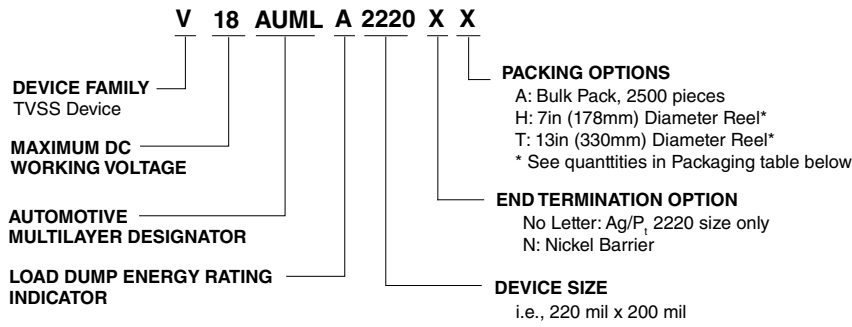 V 18 AUML A 2220 X X
DEVICE FAMILY
TVSS Device
MAXIMUM DC
WORKING VOLTAGE
AUTOMOTIVE
MULTILAYER DESIGNATOR
LOAD DUMP ENERGY RATING
INDICATOR
PACKING OPTIONS
A: Bulk Pack, 2500 pieces
H: 7in (178mm) Diameter Reel*
T: 13in (330mm) Diameter Reel*
* See quanttities in Packaging table below
END TERMINATION OPTION
No Letter: Ag/Pt 2220 size only
N: Nickel Barrier
DEVICE SIZE
i.e., 220 mil x 200 mil